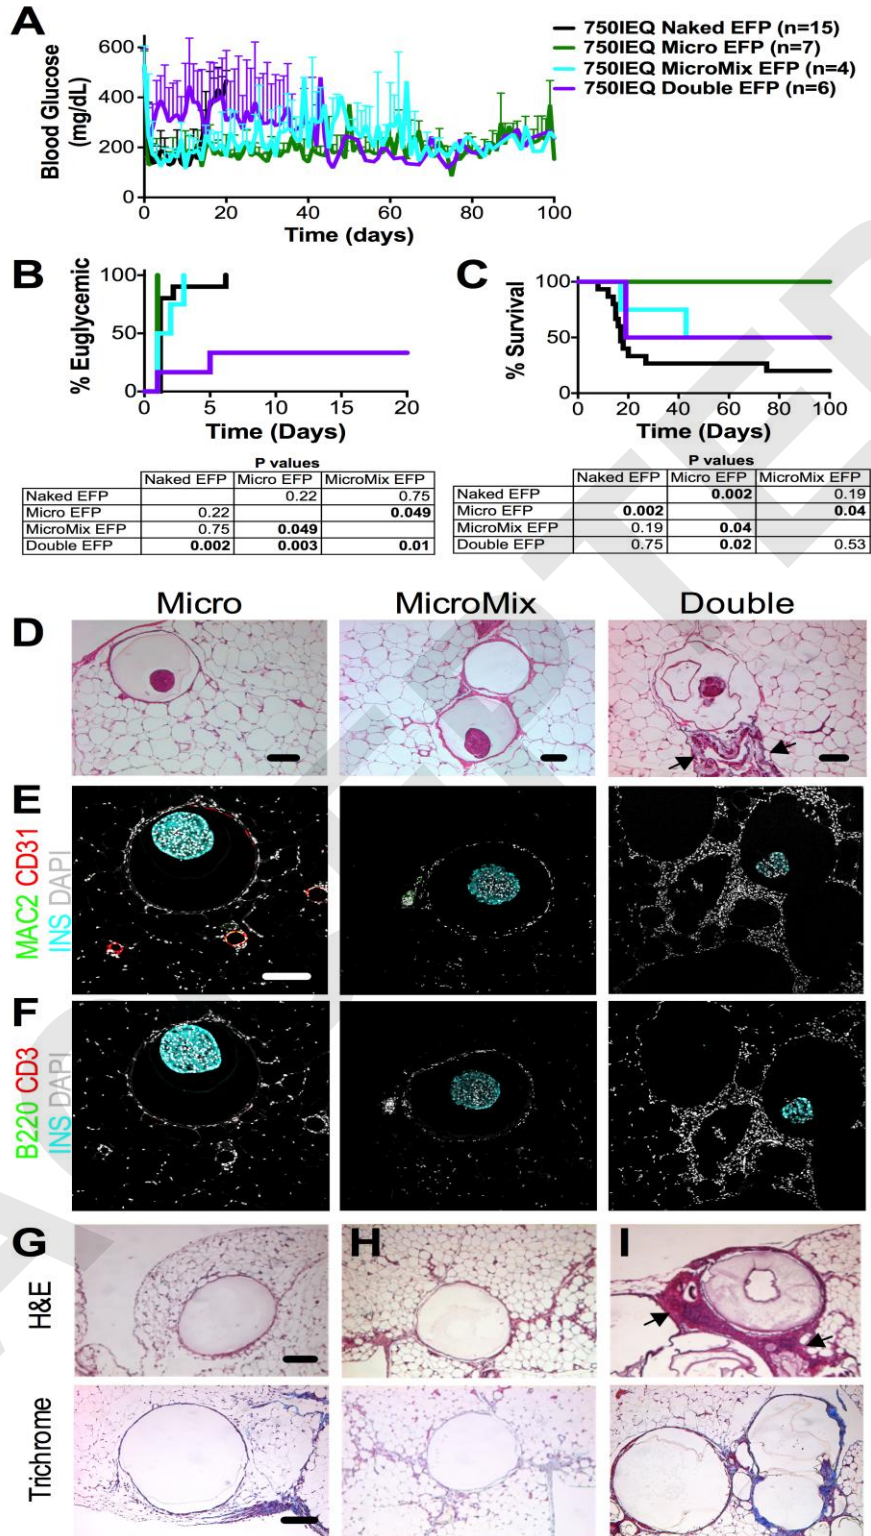 A
Blood Glucose
(mg/dL)
600
400
200
0
0 20 40 60 80 100
Time (days)
750IEQ Naked EFP (n=15)
750IEQ Micro EFP (n=7)
750IEQ MicroMix EFP (n=4)
750IEQ Double EFP (n=6)
B
% Euglycemic
100
50
0
0 5 10 15 20
Time (Days)
P values
Naked EFP Micro EFP MicroMix EFP
Naked EFP 0.22 0.75
Micro EFP 0.22 0.049
MicroMix EFP 0.75 0.049
Double EFP 0.002 0.003 0.01
C
% Survival
100
50
0
0 20 40 60 80 100
Time (Days)
P values
Naked EFP Micro EFP MicroMix EFP
Naked EFP 0.002 0.19
Micro EFP 0.002 0.04
MicroMix EFP 0.19 0.04
Double EFP 0.75 0.02 0.53
Micro MicroMix Double
D
E
MAC2 CD31
INS DAPI
F
B220 CD3
INS DAPI
G H I
H&E
Trichrome